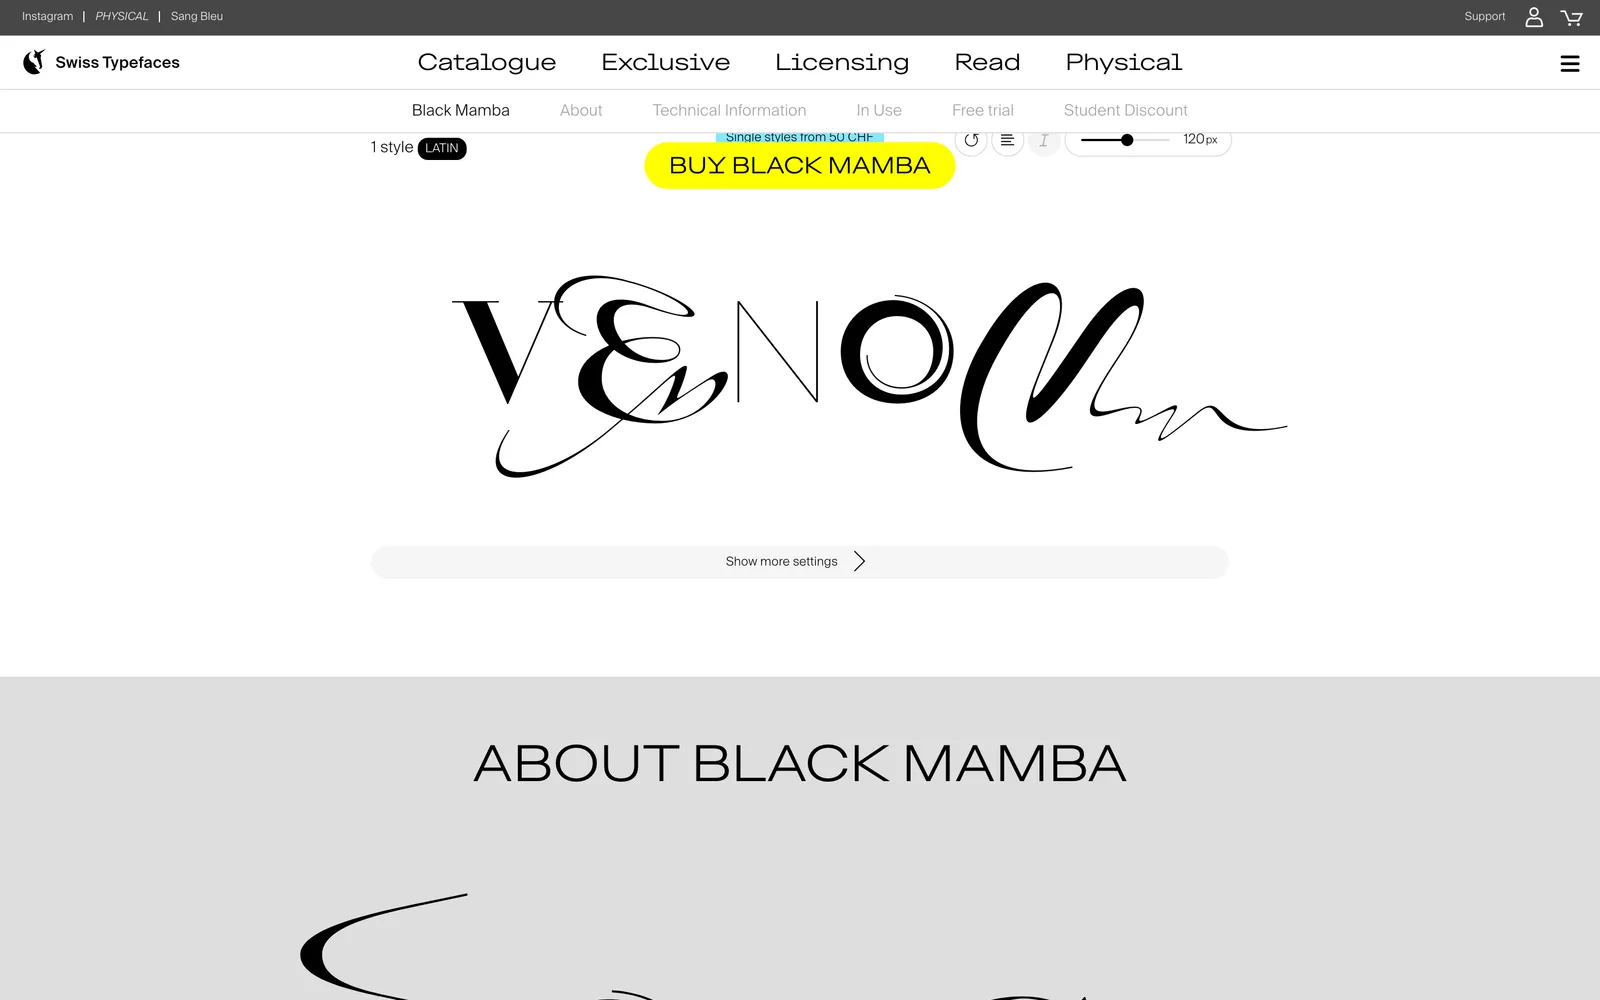 Instagram | PHYSICAL | Sang Bleu Support
Swiss Typefaces Catalogue Exclusive Licensing Read Physical
Black Mamba About Technical Information In Use Free trial Student Discount
1 style LATIN Single styles from 50 CHF I 120px
BUY BLACK MAMBA
VENOM
Show more settings
ABOUT BLACK MAMBA